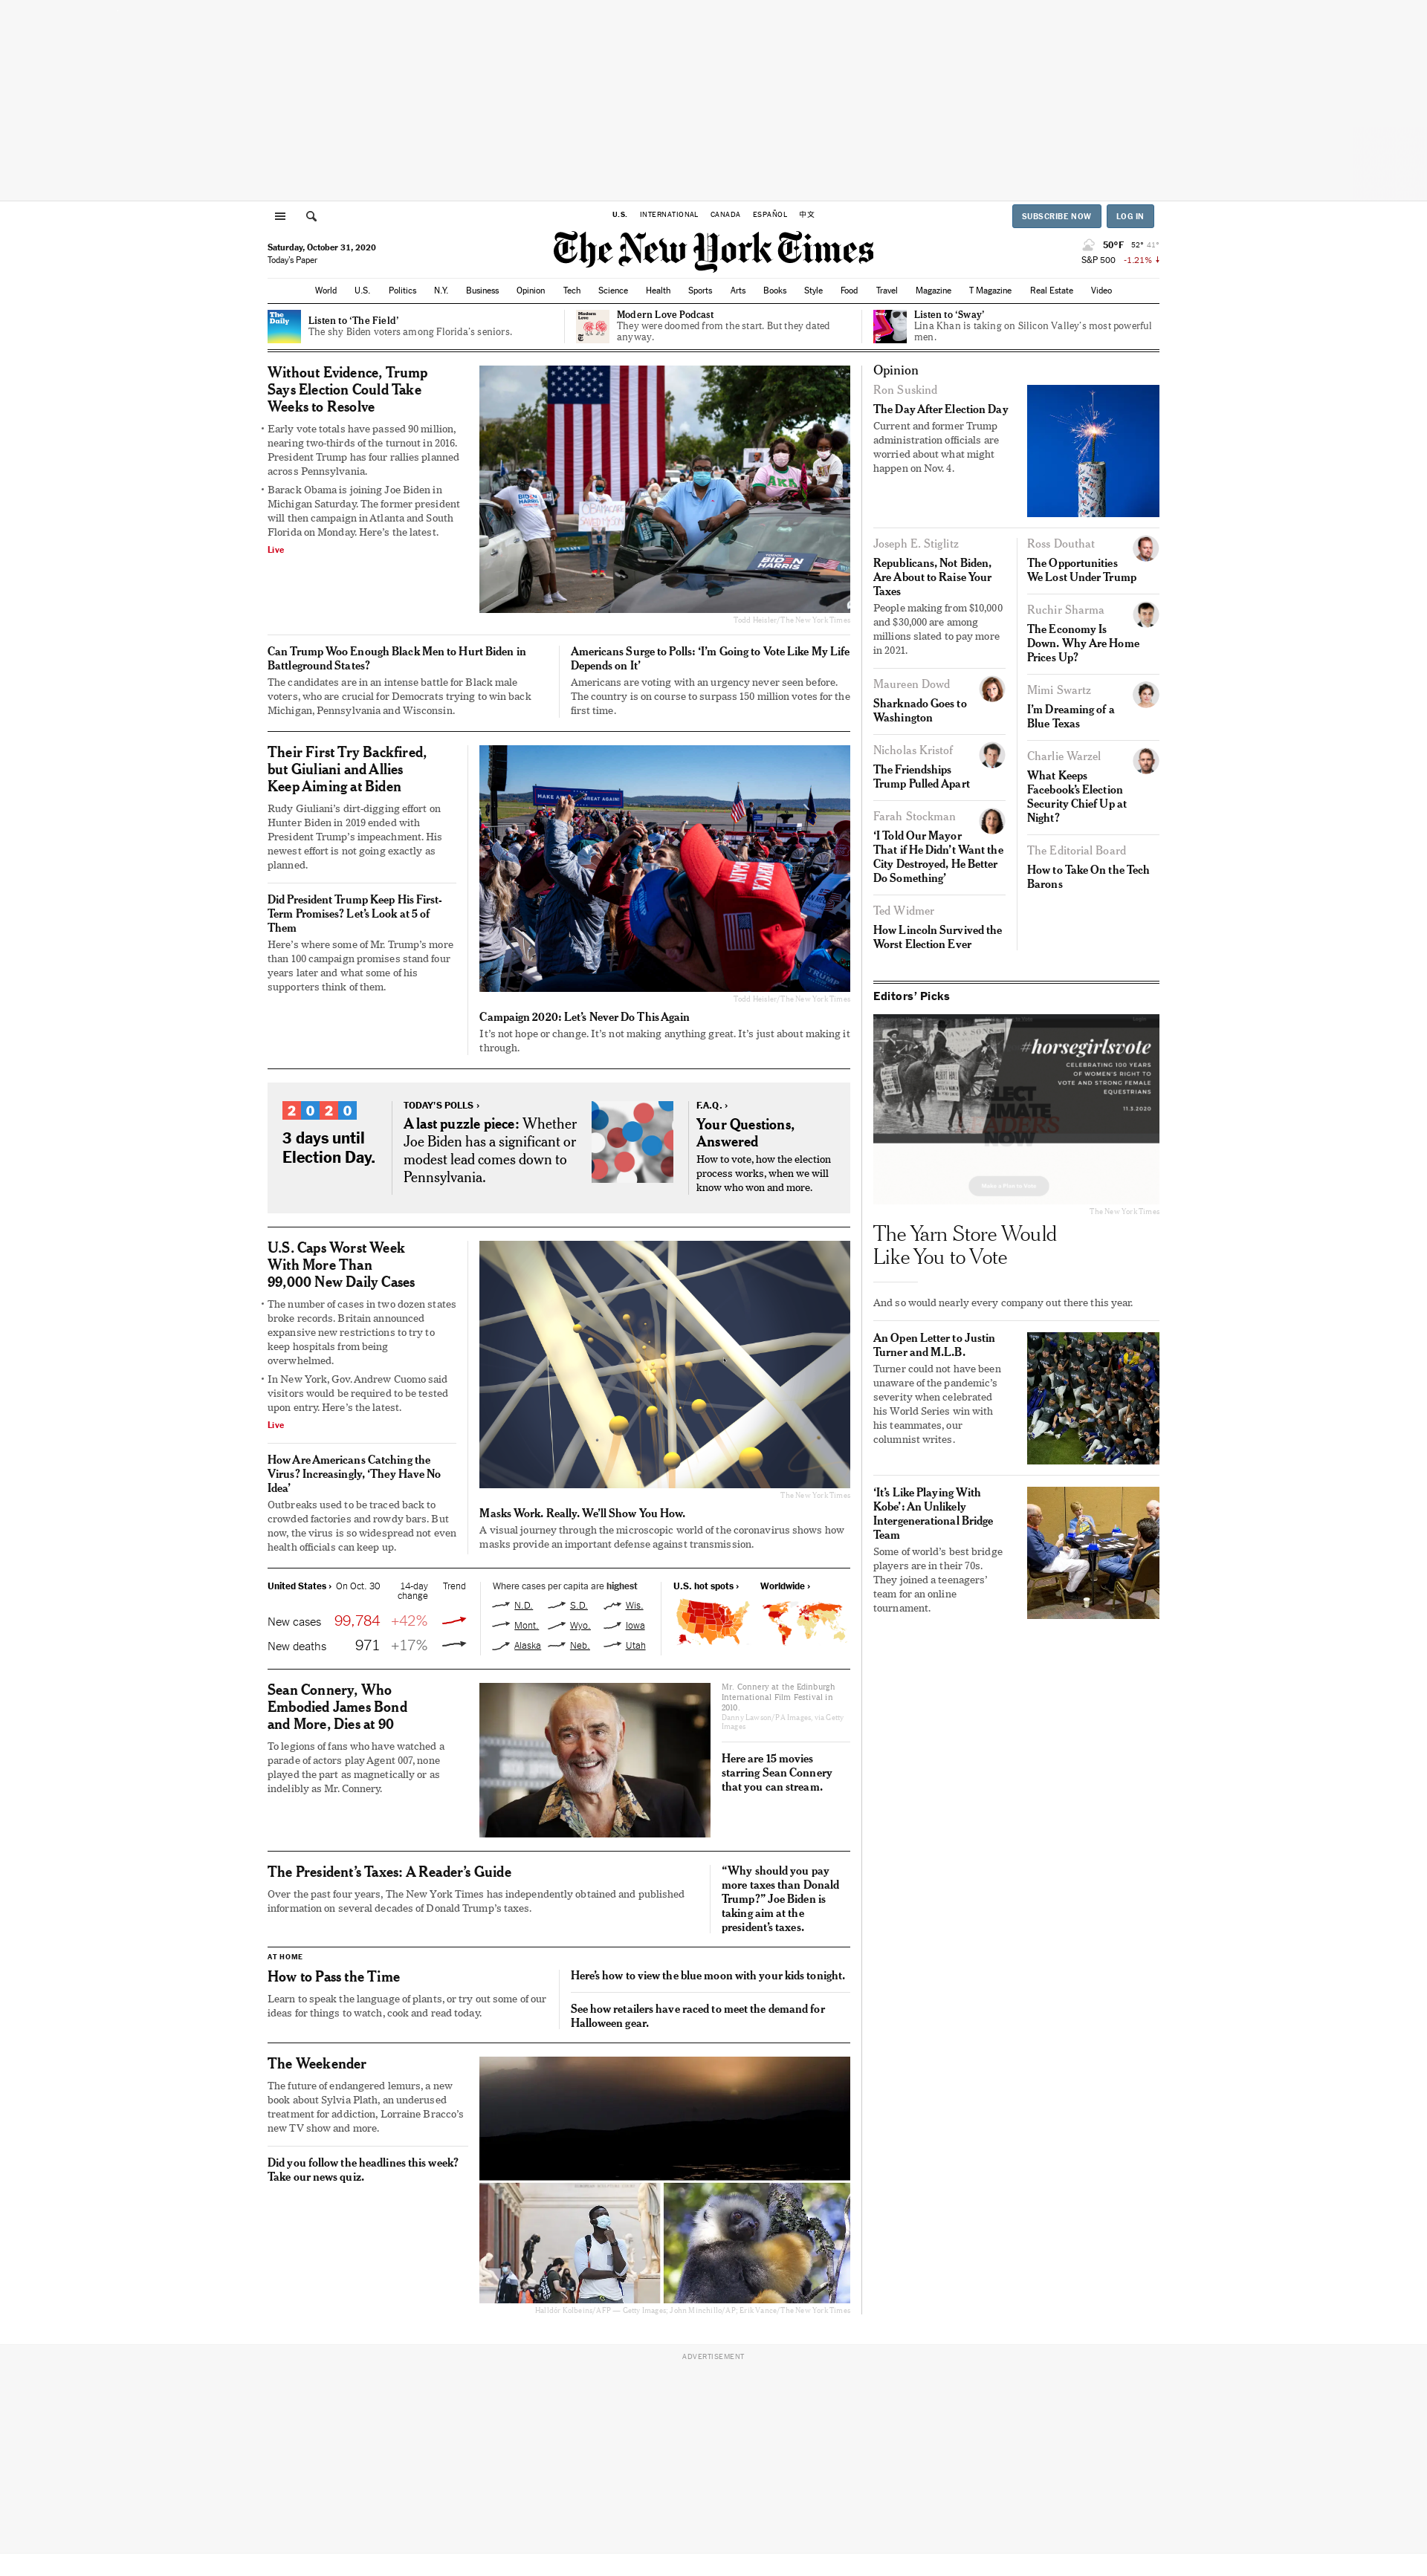 U.S. INTERNATIONAL CANADA ESPAÑOL 中文
SUBSCRIBE NOW LOG IN
Saturday, October 31, 2020
Today's Paper
The New York Times
50°F 52° 41°
S&P 500 -1.21% ↓
World U.S. Politics N.Y. Business Opinion Tech Science Health Sports Arts Books Style Food Travel Magazine T Magazine Real Estate Video
The
Daily
Listen to ‘The Field’
The shy Biden voters among Florida’s seniors.
Modern
Love
Modern Love Podcast
They were doomed from the start. But they dated
anyway.
Sway
Listen to ‘Sway’
Lina Khan is taking on Silicon Valley’s most powerful
men.
Without Evidence, Trump
Says Election Could Take
Weeks to Resolve
• Early vote totals have passed 90 million,
nearing two-thirds of the turnout in 2016.
President Trump has four rallies planned
across Pennsylvania.
• Barack Obama is joining Joe Biden in
Michigan Saturday. The former president
will then campaign in Atlanta and South
Florida on Monday. Here’s the latest.
Live
BIDEN
HARRIS
AKA
BIDEN
HARRIS
Todd Heisler/The New York Times
Can Trump Woo Enough Black Men to Hurt Biden in
Battleground States?
The candidates are in an intense battle for Black male
voters, who are crucial for Democrats trying to win back
Michigan, Pennsylvania and Wisconsin.
Americans Surge to Polls: ‘I’m Going to Vote Like My Life
Depends on It’
Americans are voting with an urgency never seen before.
The country is on course to surpass 150 million votes for the
first time.
Their First Try Backfired,
but Giuliani and Allies
Keep Aiming at Biden
Rudy Giuliani’s dirt-digging effort on
Hunter Biden in 2019 ended with
President Trump’s impeachment. His
newest effort is not going exactly as
planned.
Did President Trump Keep His First-
Term Promises? Let’s Look at 5 of
Them
Here’s where some of Mr. Trump’s more
than 100 campaign promises stand four
years later and what some of his
supporters think of them.
MAKE AMERICA GREAT AGAIN!
AMERICA
AGAIN
TRUMP
Todd Heisler/The New York Times
Campaign 2020: Let’s Never Do This Again
It’s not hope or change. It’s not making anything great. It’s just about making it
through.
2020
3 days until
Election Day.
TODAY’S POLLS ›
A last puzzle piece: Whether
Joe Biden has a significant or
modest lead comes down to
Pennsylvania.
F.A.Q. ›
Your Questions,
Answered
How to vote, how the election
process works, when we will
know who won and more.
U.S. Caps Worst Week
With More Than
99,000 New Daily Cases
• The number of cases in two dozen states
broke records. Britain announced
expansive new restrictions to try to
keep hospitals from being
overwhelmed.
• In New York, Gov. Andrew Cuomo said
visitors would be required to be tested
upon entry. Here’s the latest.
Live
How Are Americans Catching the
Virus? Increasingly, ‘They Have No
Idea’
Outbreaks used to be traced back to
crowded factories and rowdy bars. But
now, the virus is so widespread not even
health officials can keep up.
The New York Times
Masks Work. Really. We’ll Show You How.
A visual journey through the microscopic world of the coronavirus shows how
masks provide an important defense against transmission.
United States › On Oct. 30 14-day
change Trend
New cases 99,784 +42%
New deaths 971 +17%
Where cases per capita are highest
N.D. S.D. Wis.
Mont. Wyo. Iowa
Alaska Neb. Utah
U.S. hot spots › Worldwide ›
Sean Connery, Who
Embodied James Bond
and More, Dies at 90
To legions of fans who have watched a
parade of actors play Agent 007, none
played the part as magnetically or as
indelibly as Mr. Connery.
Mr. Connery at the Edinburgh
International Film Festival in
2010.
Danny Lawson/PA Images, via Getty
Images
Here are 15 movies
starring Sean Connery
that you can stream.
The President’s Taxes: A Reader’s Guide
Over the past four years, The New York Times has independently obtained and published
information on several decades of Donald Trump’s taxes.
“Why should you pay
more taxes than Donald
Trump?” Joe Biden is
taking aim at the
president’s taxes.
AT HOME
How to Pass the Time
Learn to speak the language of plants, or try out some of our
ideas for things to watch, cook and read today.
Here’s how to view the blue moon with your kids tonight.
See how retailers have raced to meet the demand for
Halloween gear.
The Weekender
The future of endangered lemurs, a new
book about Sylvia Plath, an underused
treatment for addiction, Lorraine Bracco’s
new TV show and more.
Did you follow the headlines this week?
Take our news quiz.
Halldór Kolbeins/AFP — Getty Images; John Minchillo/AP; Erik Vance/The New York Times
Opinion
Ron Suskind
The Day After Election Day
Current and former Trump
administration officials are
worried about what might
happen on Nov. 4.
Joseph E. Stiglitz
Republicans, Not Biden,
Are About to Raise Your
Taxes
People making from $10,000
and $30,000 are among
millions slated to pay more
in 2021.
Maureen Dowd
Sharknado Goes to
Washington
Nicholas Kristof
The Friendships
Trump Pulled Apart
Farah Stockman
‘I Told Our Mayor
That if He Didn’t Want the
City Destroyed, He Better
Do Something’
Ted Widmer
How Lincoln Survived the
Worst Election Ever
Ross Douthat
The Opportunities
We Lost Under Trump
Ruchir Sharma
The Economy Is
Down. Why Are Home
Prices Up?
Mimi Swartz
I’m Dreaming of a
Blue Texas
Charlie Warzel
What Keeps
Facebook’s Election
Security Chief Up at
Night?
The Editorial Board
How to Take On the Tech
Barons
Editors’ Picks
#horsegirlsvote
CELEBRATING 100 YEARS
OF WOMEN'S RIGHT TO
VOTE AND STRONG FEMALE
EQUESTRIANS
11.3.2020
LEADERS
NOW
Make a Plan to Vote
The New York Times
The Yarn Store Would
Like You to Vote
And so would nearly every company out there this year.
An Open Letter to Justin
Turner and M.L.B.
Turner could not have been
unaware of the pandemic’s
severity when celebrated
his World Series win with
his teammates, our
columnist writes.
‘It’s Like Playing With
Kobe’: An Unlikely
Intergenerational Bridge
Team
Some of world’s best bridge
players are in their 70s.
They joined a teenagers’
team for an online
tournament.
ADVERTISEMENT